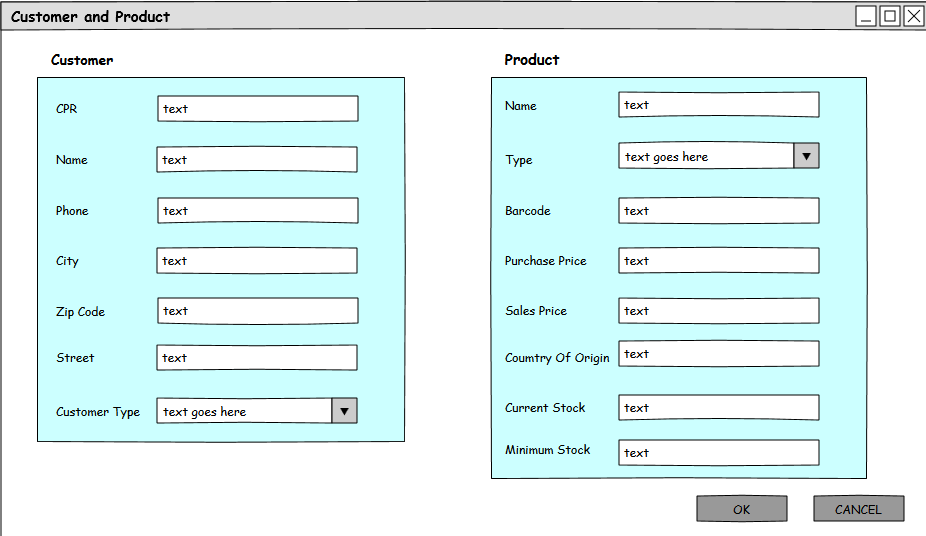 Customer and Product
Customer
CPR text
Name text
Phone text
City text
Zip Code text
Street text
Customer Type text goes here
Product
Name text
Type text goes here
Barcode text
Purchase Price text
Sales Price text
Coumtry Of Origin text
Current Stock text
Minimum Stock text
OK CANCEL